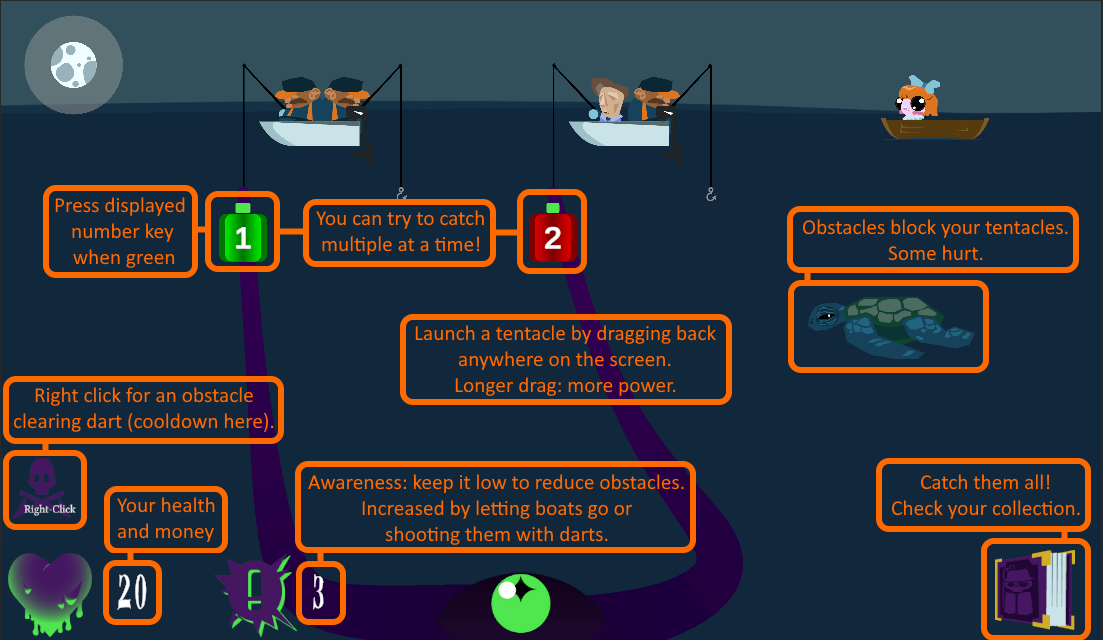 Press displayed
number key
when green
1
You can try to catch
multiple at a time!
2
Obstacles block your tentacles.
Some hurt.
Launch a tentacle by dragging back
anywhere on the screen.
Longer drag: more power.
Right click for an obstacle
clearing dart (cooldown here).
Right-Click
Your health
and money
20
Awareness: keep it low to reduce obstacles.
Increased by letting boats go or
shooting them with darts.
3
Catch them all!
Check your collection.